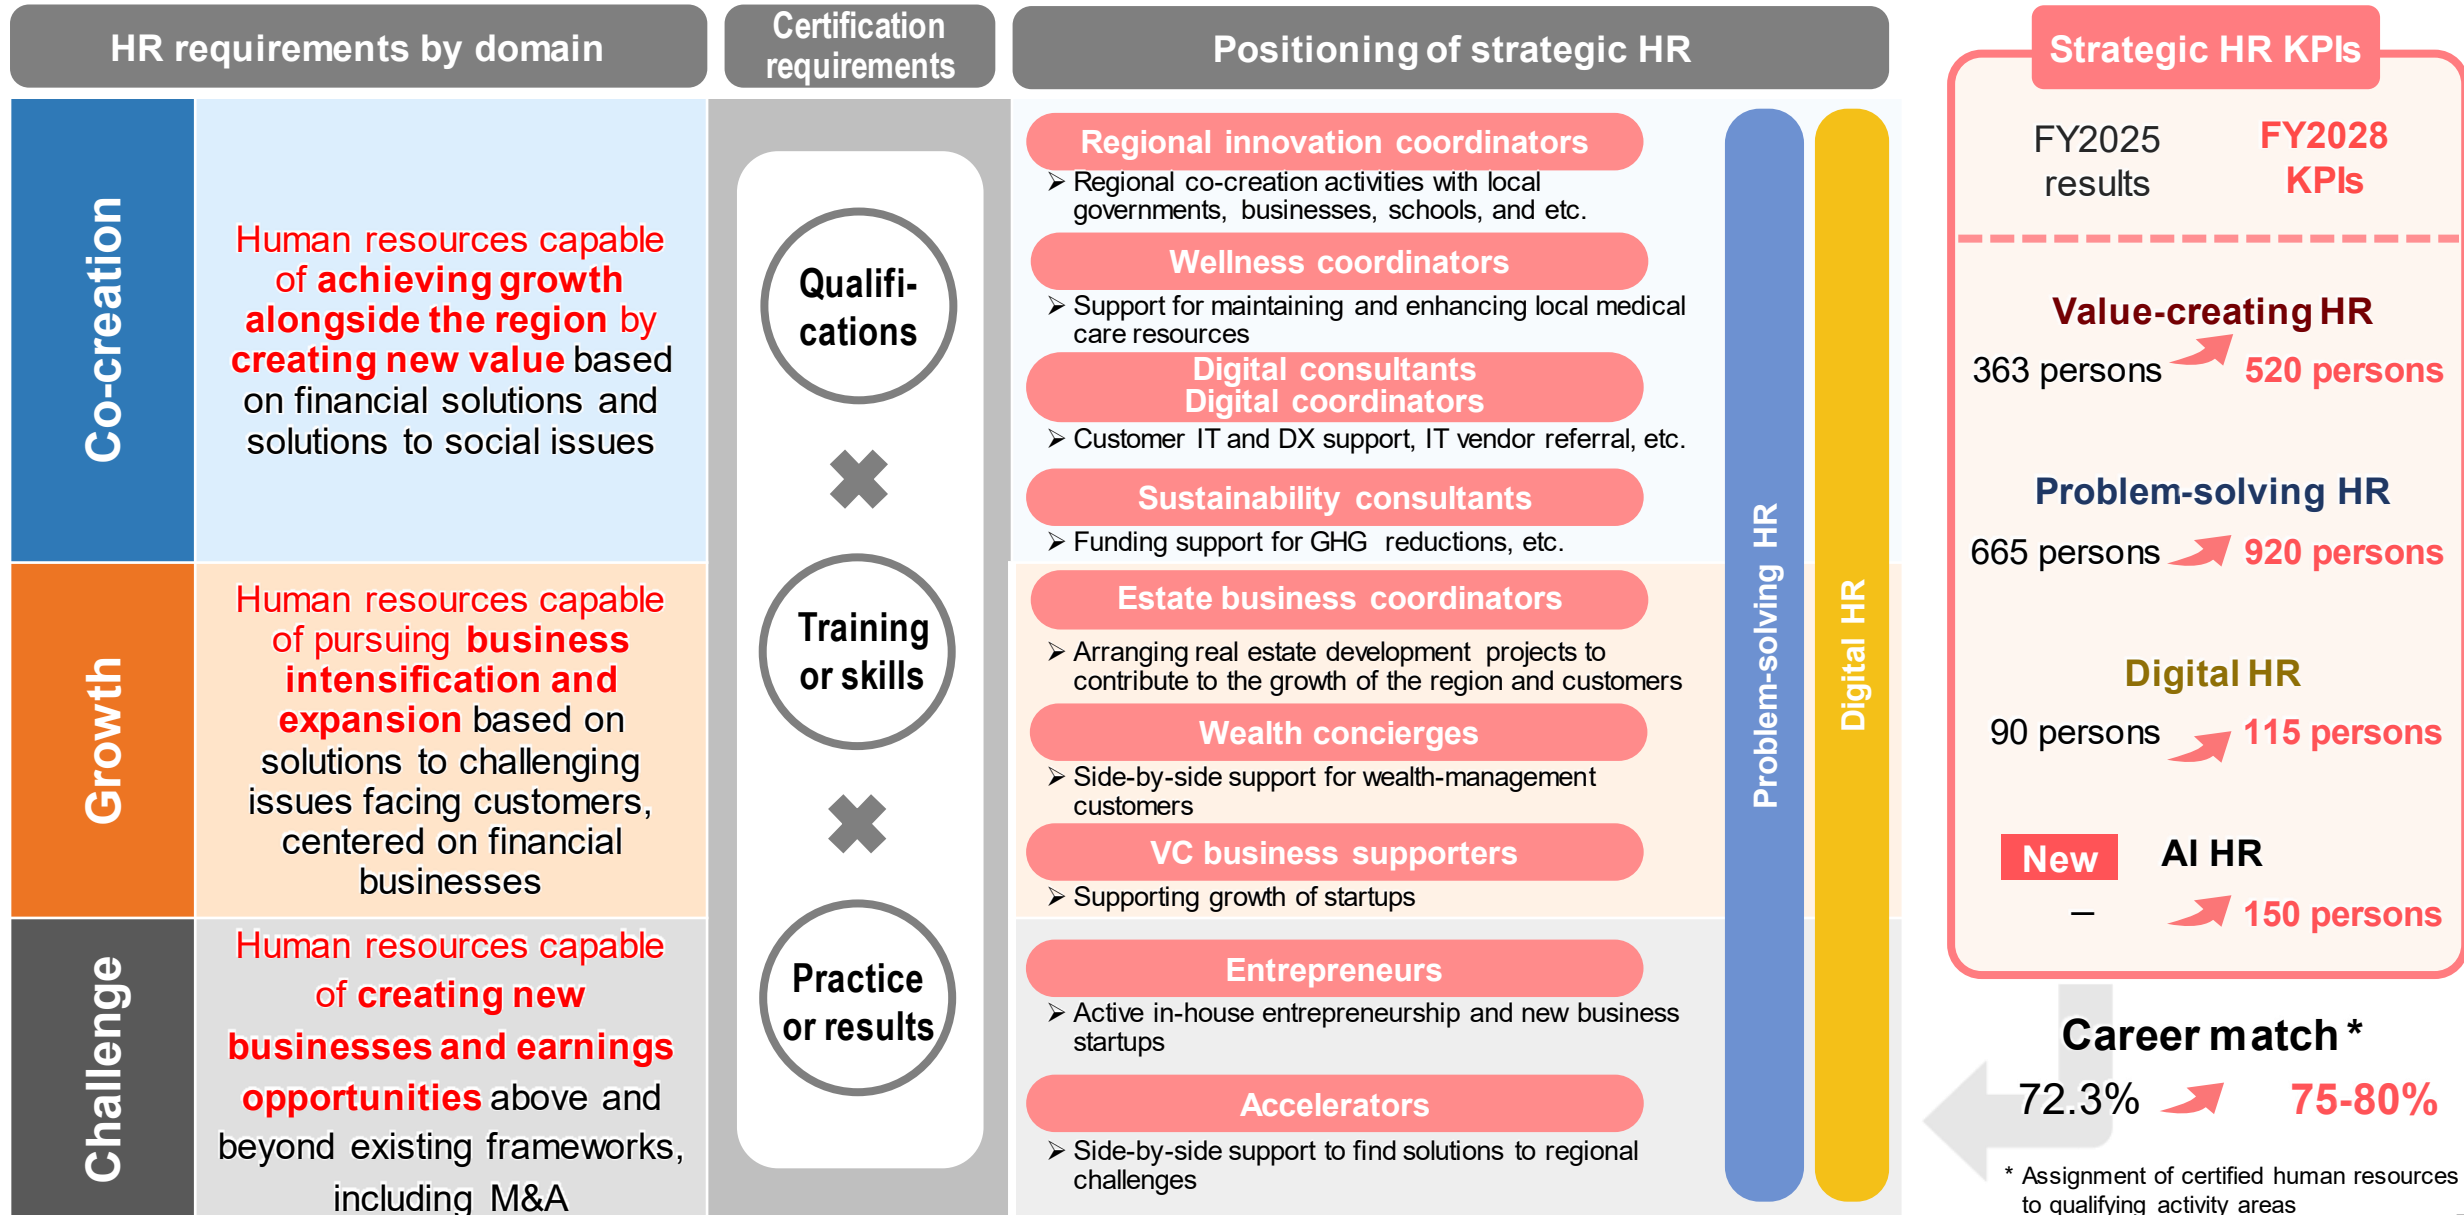 HR requirements by domain
Certification
requirements
Positioning of strategic HR
Co-creation
Human resources capable
of achieving growth
alongside the region by
creating new value based
on financial solutions and
solutions to social issues
Growth
Human resources capable
of pursuing business
intensification and
expansion based on
solutions to challenging
issues facing customers,
centered on financial
businesses
Challenge
Human resources capable
of creating new
businesses and earnings
opportunities above and
beyond existing frameworks,
including M&A
Qualifi-
cations
✖
Training
or skills
✖
Practice
or results
Regional innovation coordinators
➢ Regional co-creation activities with local
governments, businesses, schools, and etc.
Wellness coordinators
➢ Support for maintaining and enhancing local medical
care resources
Digital consultants
Digital coordinators
➢ Customer IT and DX support, IT vendor referral, etc.
Sustainability consultants
➢ Funding support for GHG reductions, etc.
Estate business coordinators
➢ Arranging real estate development projects to
contribute to the growth of the region and customers
Wealth concierges
➢ Side-by-side support for wealth-management
customers
VC business supporters
➢ Supporting growth of startups
Entrepreneurs
➢ Active in-house entrepreneurship and new business
startups
Accelerators
➢ Side-by-side support to find solutions to regional
challenges
Problem-solving HR
Digital HR
Strategic HR KPIs
FY2025
results
FY2028
KPIs
Value-creating HR
363 persons 520 persons
Problem-solving HR
665 persons 920 persons
Digital HR
90 persons 115 persons
New AI HR
– 150 persons
Career match *
72.3% 75-80%
* Assignment of certified human resources
to qualifying activity areas